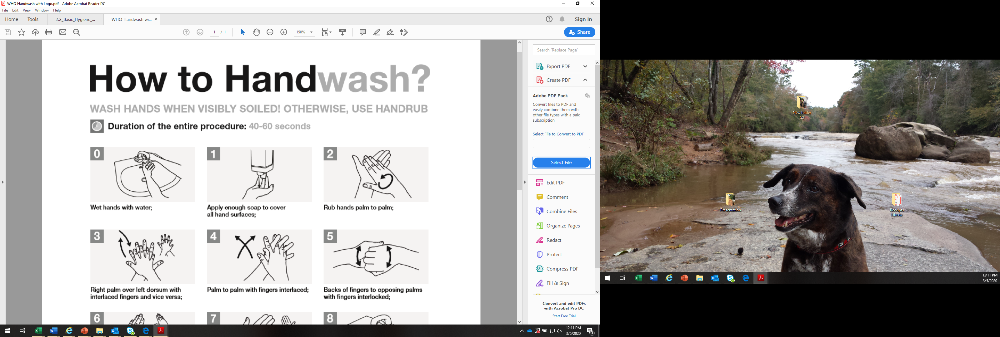 WHO Handwash with Logo.pdf - Adobe Acrobat Reader DC
File Edit View Window Help
Home Tools 2.2_Basic_Hygiene_... WHO Handwash wi... ×
Sign In
1 / 1 150%
Share
How to Handwash?
WASH HANDS WHEN VISIBLY SOILED! OTHERWISE, USE HANDRUB
Duration of the entire procedure: 40-60 seconds
0
Wet hands with water;
1
Apply enough soap to cover
all hand surfaces;
2
Rub hands palm to palm;
3
Right palm over left dorsum with
interlaced fingers and vice versa;
4
Palm to palm with fingers interlaced;
5
Backs of fingers to opposing palms
with fingers interlocked;
6
7
8
Search 'Replace Page'
Export PDF
Create PDF
Adobe PDF Pack
Convert files to PDF and
easily combine them with
other file types with a paid
subscription
Select File to Convert to PDF
Select File
Edit PDF
Comment
Combine Files
Organize Pages
Redact
Protect
Compress PDF
Fill & Sign
Convert and edit PDFs
with Acrobat Pro DC
Start Free Trial
12:11 PM
3/5/2020
3
New folder
(2)
Presentation
Receipts
Liberia
12:11 PM
3/5/2020